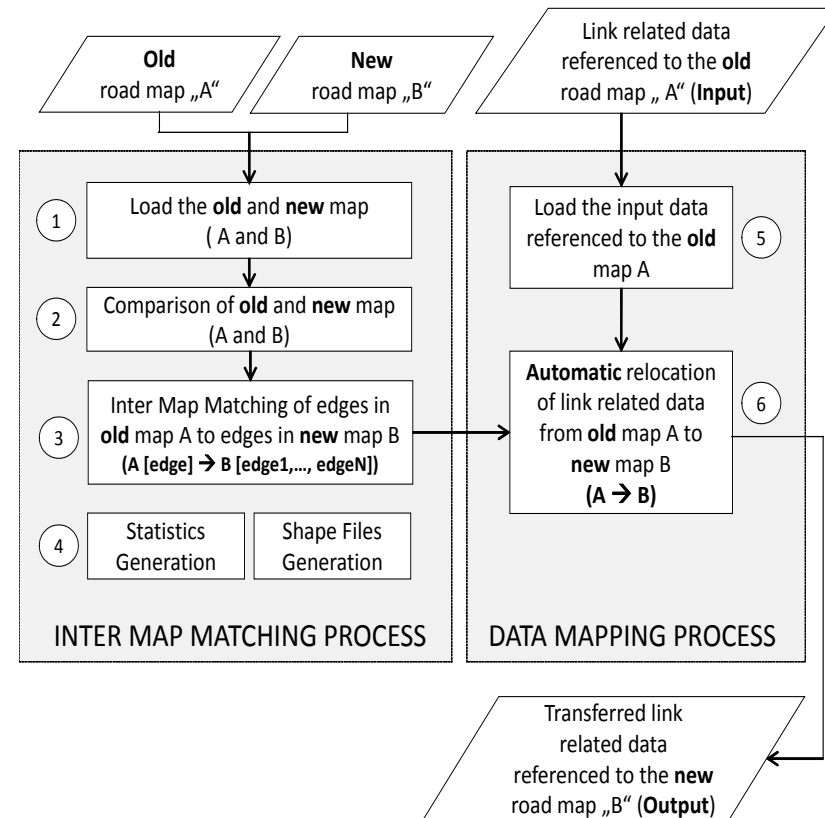 Old
road map „A“
New
road map „B“
Link related data
referenced to the old
road map „ A“ (Input)
1
Load the old and new map
( A and B)
2
Comparison of old and new map
(A and B)
3
Inter Map Matching of edges in
old map A to edges in new map B
(A [edge] → B [edge1,..., edgeN])
4
Statistics
Generation
Shape Files
Generation
INTER MAP MATCHING PROCESS
Load the input data
referenced to the old
map A
5
Automatic relocation
of link related data
from old map A to
new map B
(A → B)
6
DATA MAPPING PROCESS
Transferred link
related data
referenced to the new
road map „B“ (Output)